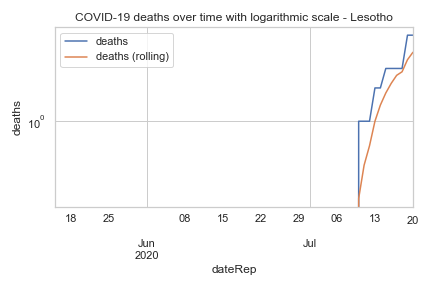 COVID-19 deaths over time with logarithmic scale - Lesotho
deaths
deaths (rolling)
deaths
10⁰
18 25 08 15 22 29 06 13 20
Jun Jul
2020
dateRep